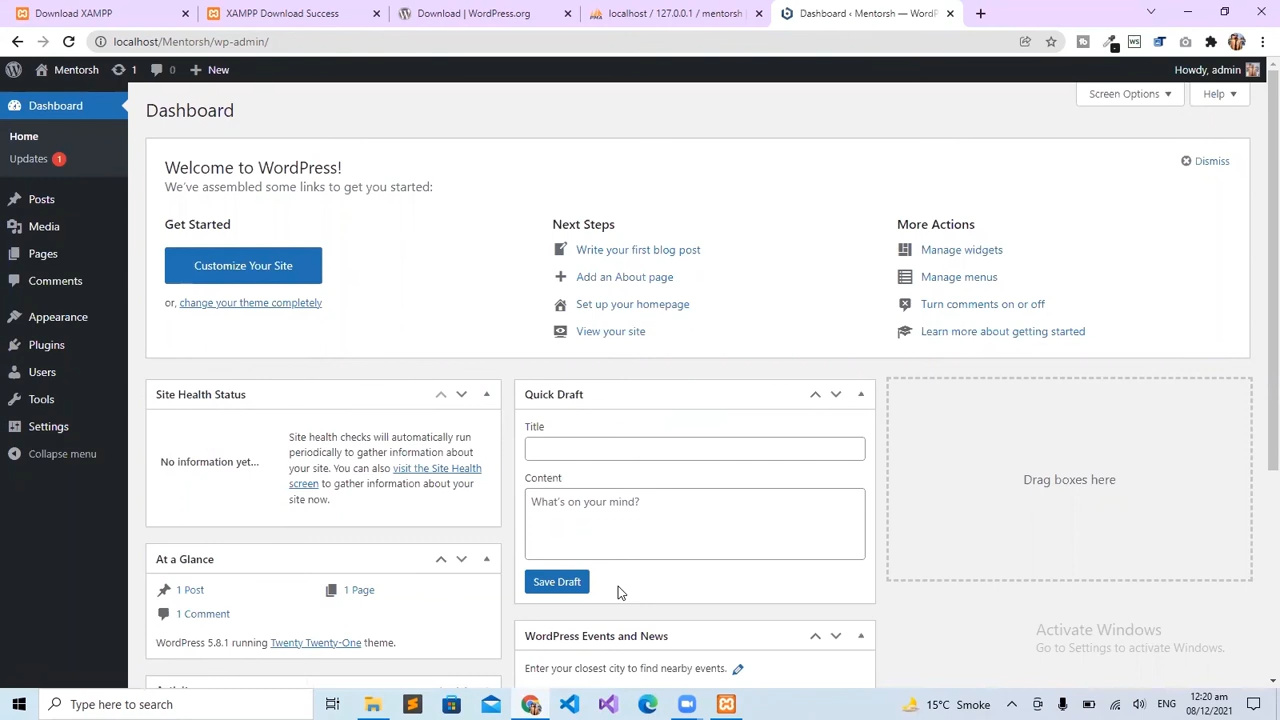 Download XAMPP
XAMPP Download Success
Download | WordPress.org
localhost / 127.0.0.1 / mentorsh
Dashboard ‹ Mentorsh — WordP
localhost/Mentorsh/wp-admin/
Mentorsh
1
0
New
Howdy, admin
Dashboard
Home
Updates 1
Posts
Media
Pages
Comments
Appearance
Plugins
Users
Tools
Settings
Collapse menu
Dashboard
Screen Options
Help
Welcome to WordPress!
We've assembled some links to get you started:
Dismiss
Get Started
Customize Your Site
or, change your theme completely
Next Steps
Write your first blog post
Add an About page
Set up your homepage
View your site
More Actions
Manage widgets
Manage menus
Turn comments on or off
Learn more about getting started
Site Health Status
No information yet...
Site health checks will automatically run
periodically to gather information about
your site. You can also visit the Site Health
screen to gather information about your
site now.
At a Glance
1 Post
1 Page
1 Comment
WordPress 5.8.1 running Twenty Twenty-One theme.
Quick Draft
Title
Content
What's on your mind?
Save Draft
WordPress Events and News
Enter your closest city to find nearby events.
Drag boxes here
Activate Windows
Go to Settings to activate Windows.
Type here to search
15°C Smoke
12:20 am
08/12/2021